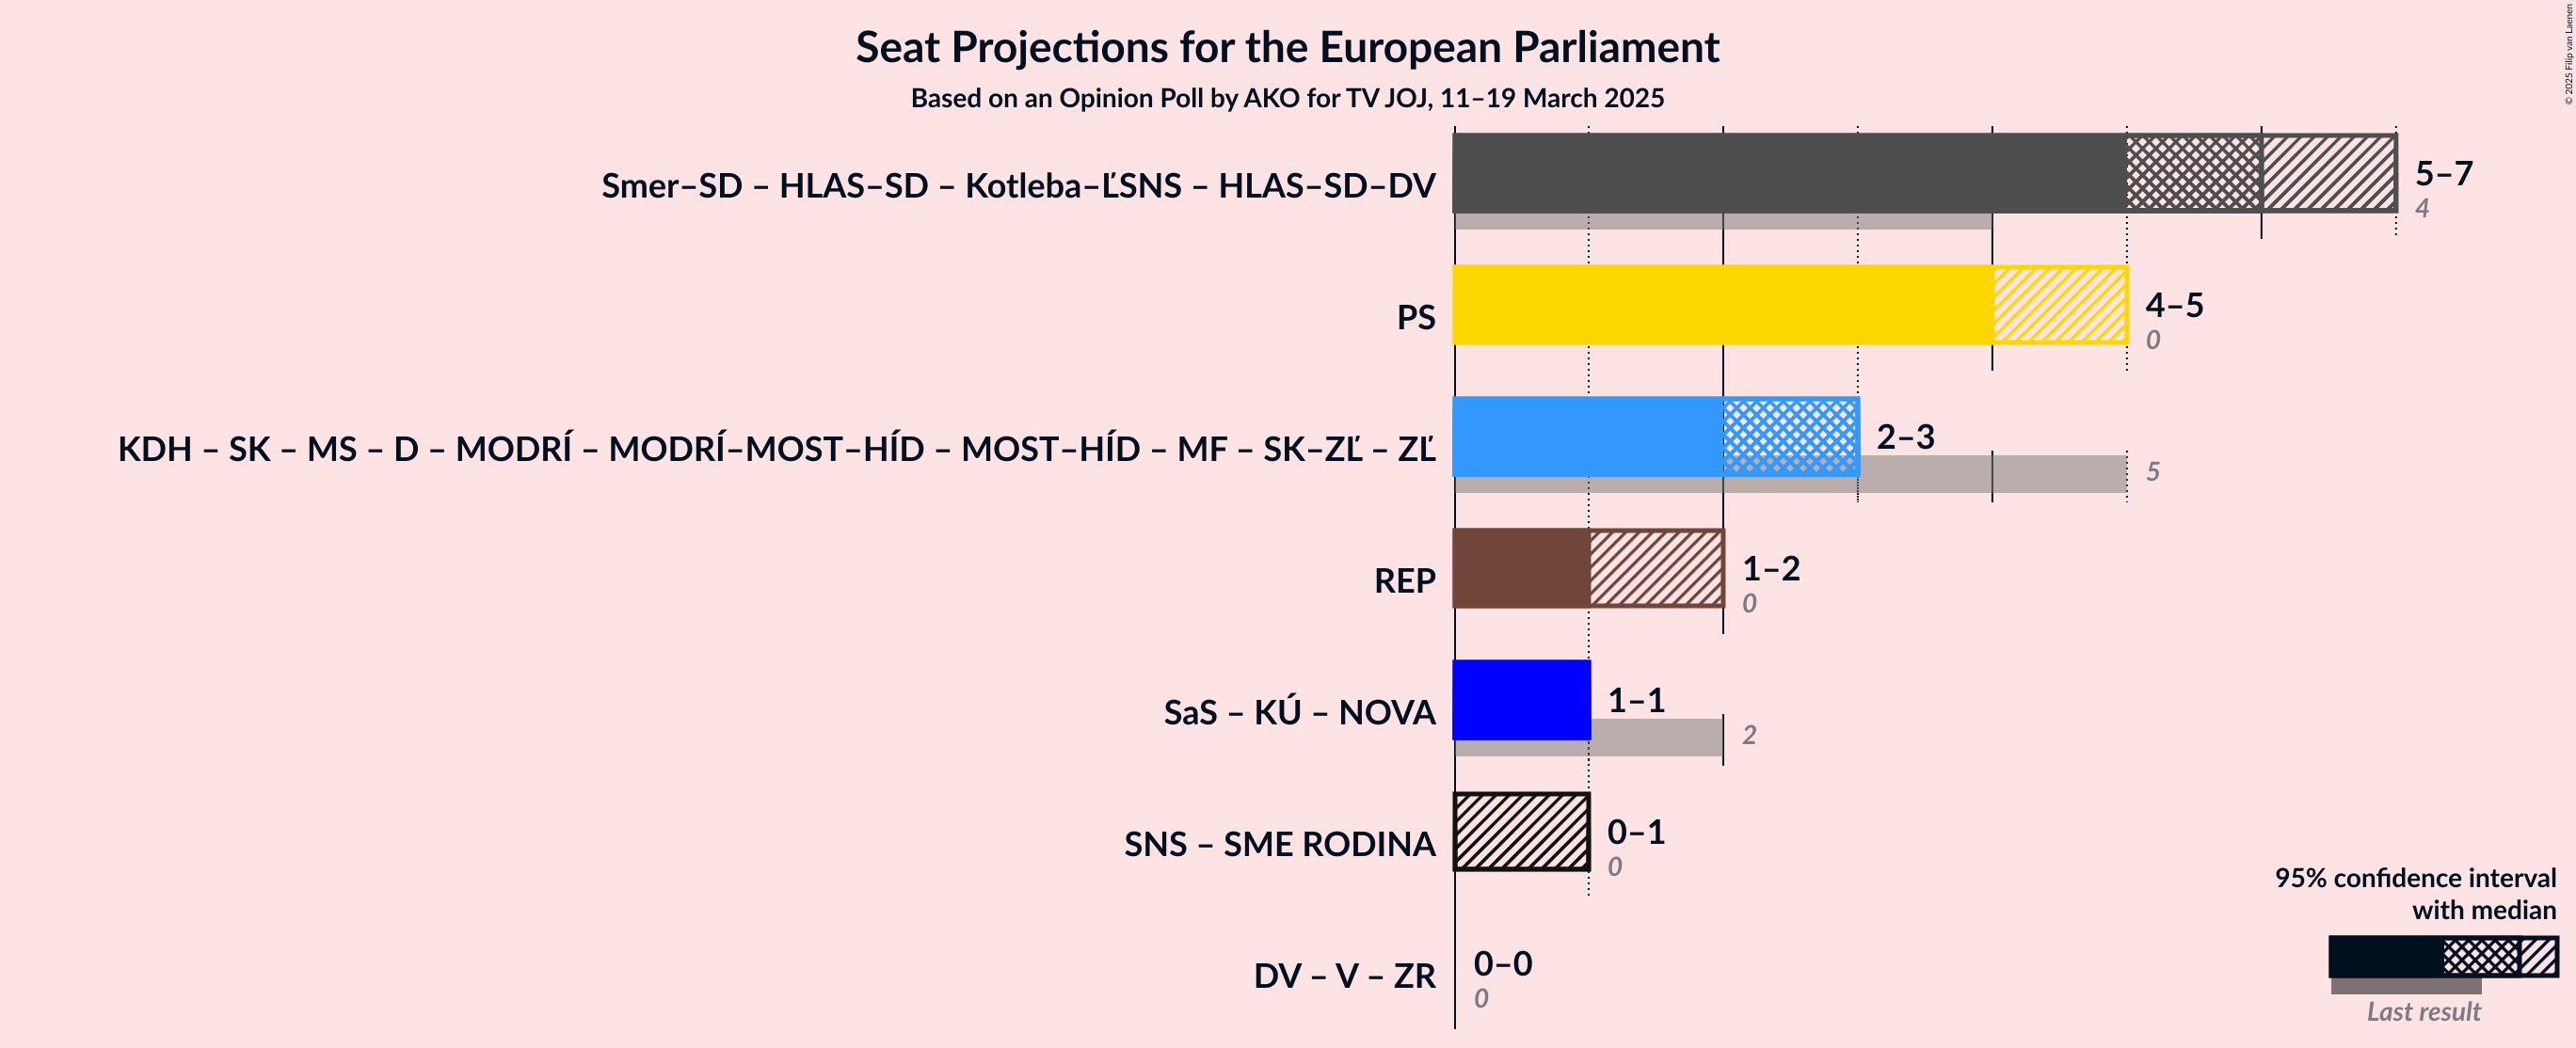 Seat Projections for the European Parliament
Based on an Opinion Poll by AKO for TV JOJ, 11–19 March 2025
© 2025 Filip van Laenen
Smer–SD – HLAS–SD – Kotleba–ĽSNS – HLAS–SD–DV
5–7
4
PS
4–5
0
KDH – SK – MS – D – MODRÍ – MODRÍ–MOST–HÍD – MOST–HÍD – MF – SK–ZĽ – ZĽ
2–3
5
REP
1–2
0
SaS – KÚ – NOVA
1–1
2
SNS – SME RODINA
0–1
0
DV – V – ZR
0–0
0
95% confidence interval
with median
Last result